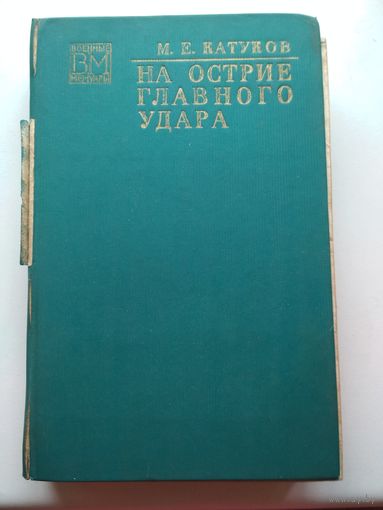 ВОЕННЫЕ
ВМ
МЕМУАРЫ
М. Е. КАТУКОВ
НА ОСТРИЕ
ГЛАВНОГО
УДАРА